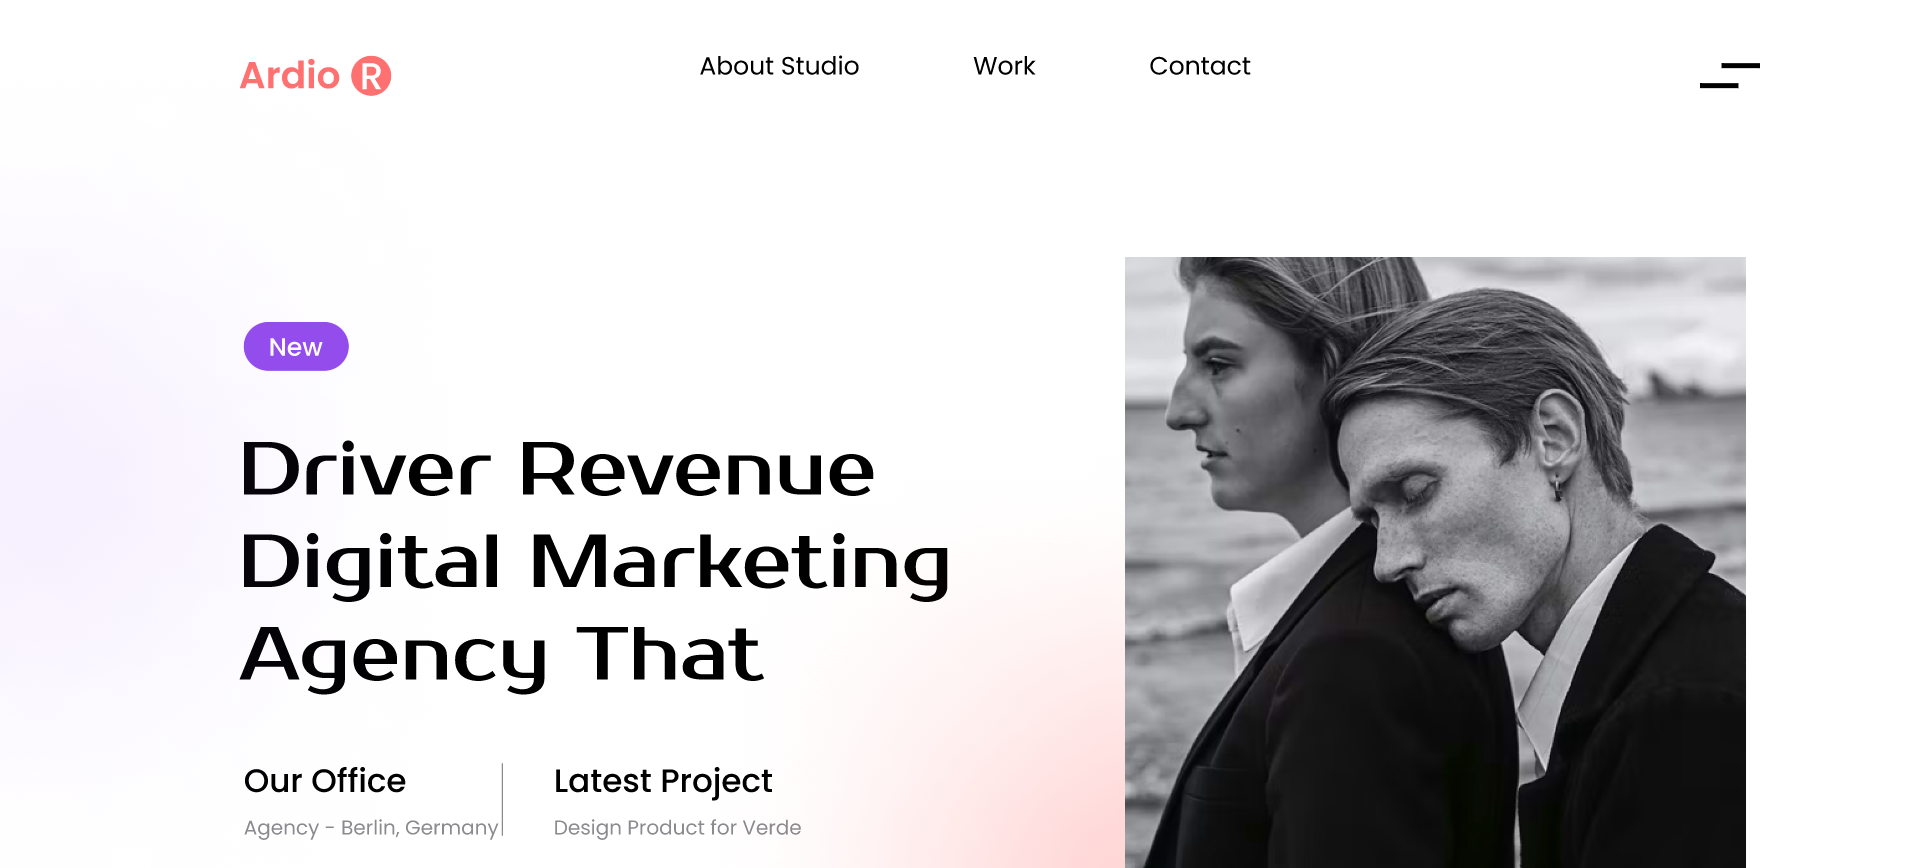 Ardio R
About Studio
Work
Contact
New
Driver Revenue
Digital Marketing
Agency That
Our Office
Agency - Berlin, Germany
Latest Project
Design Product for Verde